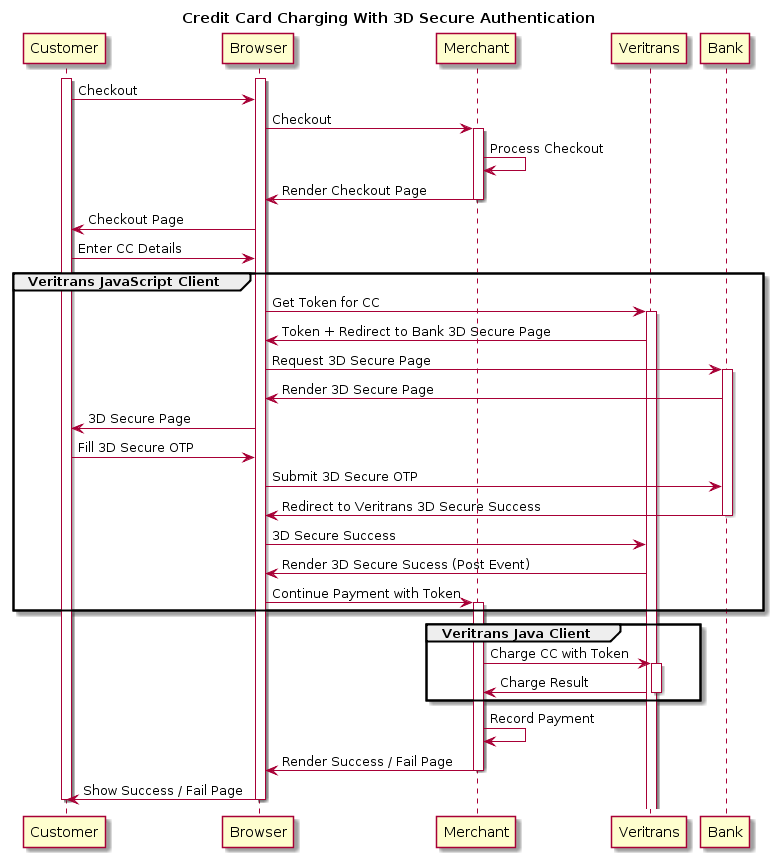 Credit Card Charging With 3D Secure Authentication
Customer Browser Merchant Veritrans Bank
Checkout
Checkout
Process Checkout
Render Checkout Page
Checkout Page
Enter CC Details
Veritrans JavaScript Client
Get Token for CC
Token + Redirect to Bank 3D Secure Page
Request 3D Secure Page
Render 3D Secure Page
3D Secure Page
Fill 3D Secure OTP
Submit 3D Secure OTP
Redirect to Veritrans 3D Secure Success
3D Secure Success
Render 3D Secure Sucess (Post Event)
Continue Payment with Token
Veritrans Java Client
Charge CC with Token
Charge Result
Record Payment
Render Success / Fail Page
Show Success / Fail Page
Customer Browser Merchant Veritrans Bank